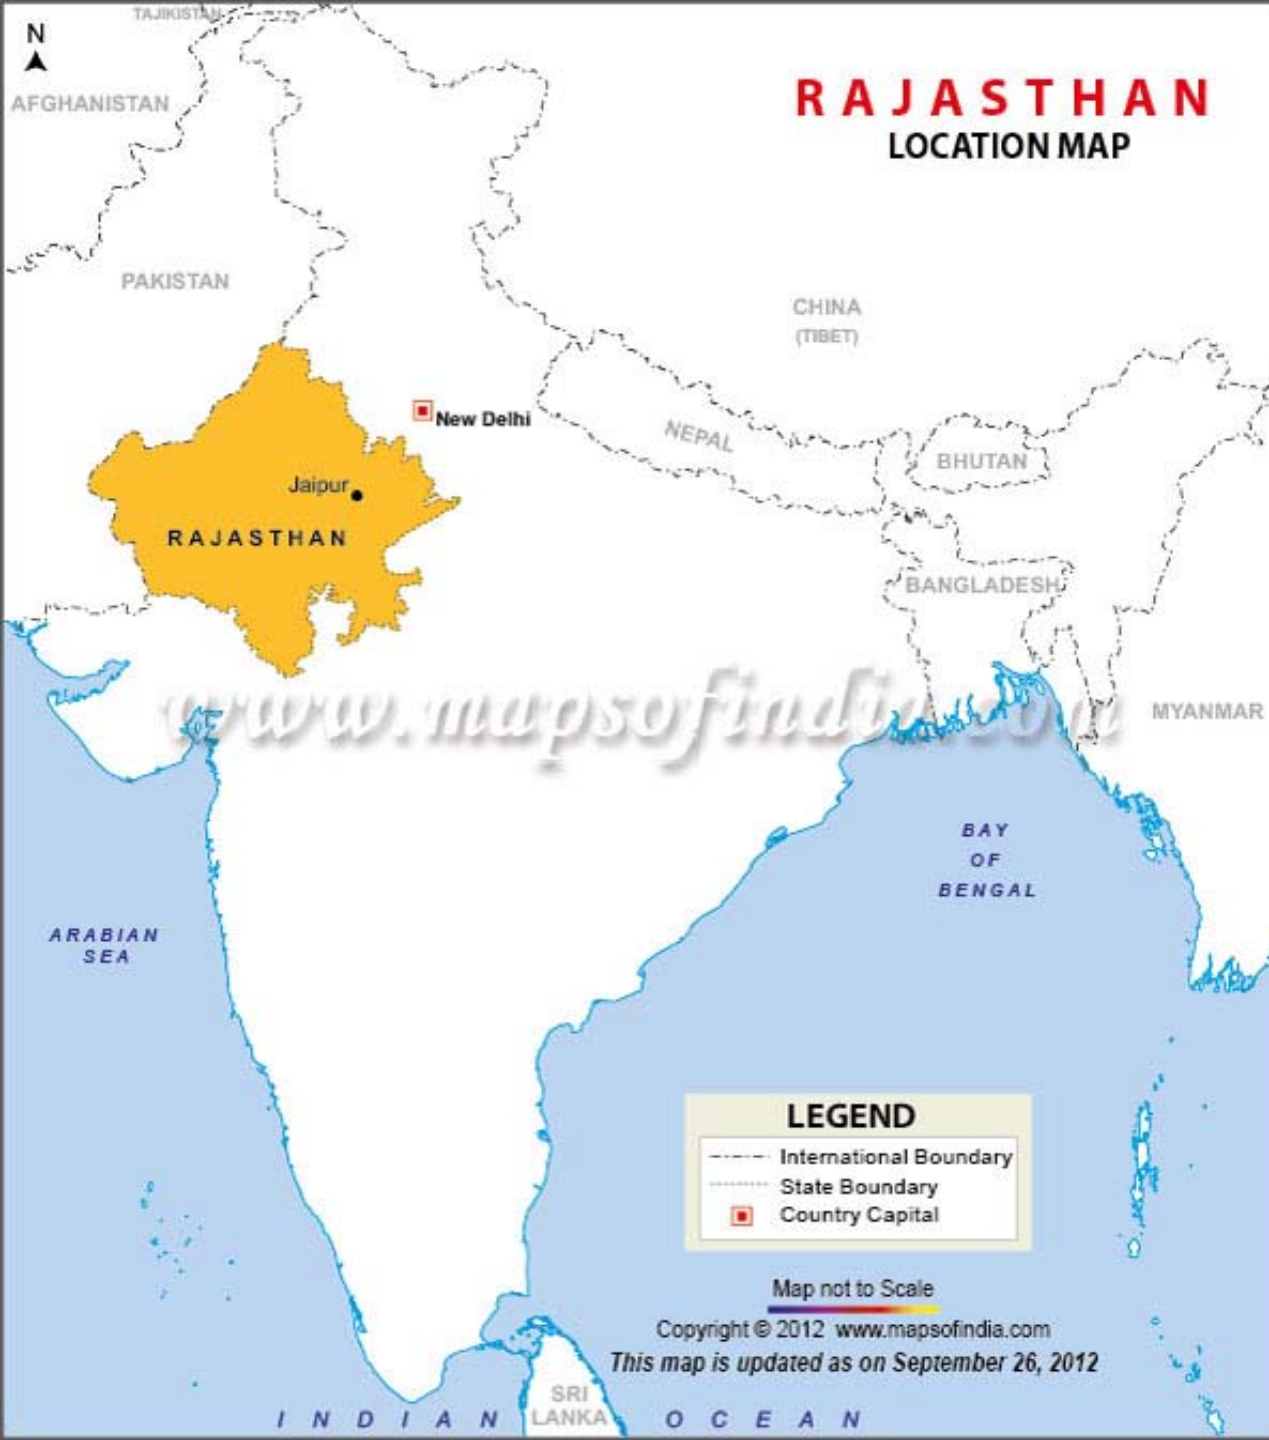 TAJIKISTAN
N
AFGHANISTAN
RAJASTHAN
LOCATION MAP
PAKISTAN
CHINA
(TIBET)
New Delhi
NEPAL
BHUTAN
Jaipur
RAJASTHAN
BANGLADESH
www.mapsofindia.com
MYANMAR
BAY
OF
BENGAL
ARABIAN
SEA
LEGEND
International Boundary
State Boundary
Country Capital
Map not to Scale
Copyright © 2012 www.mapsofindia.com
This map is updated as on September 26, 2012
SRI
LANKA
INDIAN OCEAN